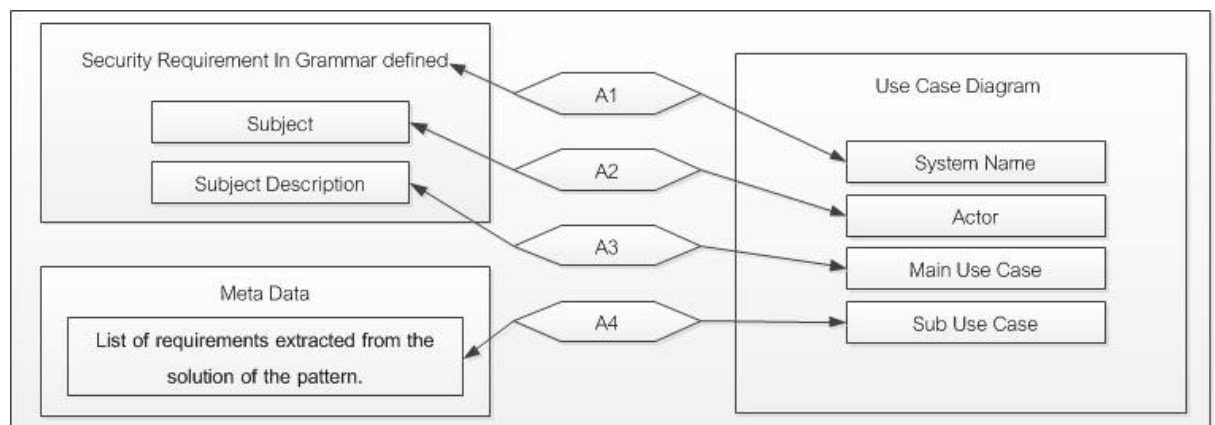 Security Requirement In Grammar defined
Subject
Subject Description
Meta Data
List of requirements extracted from the
solution of the pattern.
A1
A2
A3
A4
Use Case Diagram
System Name
Actor
Main Use Case
Sub Use Case